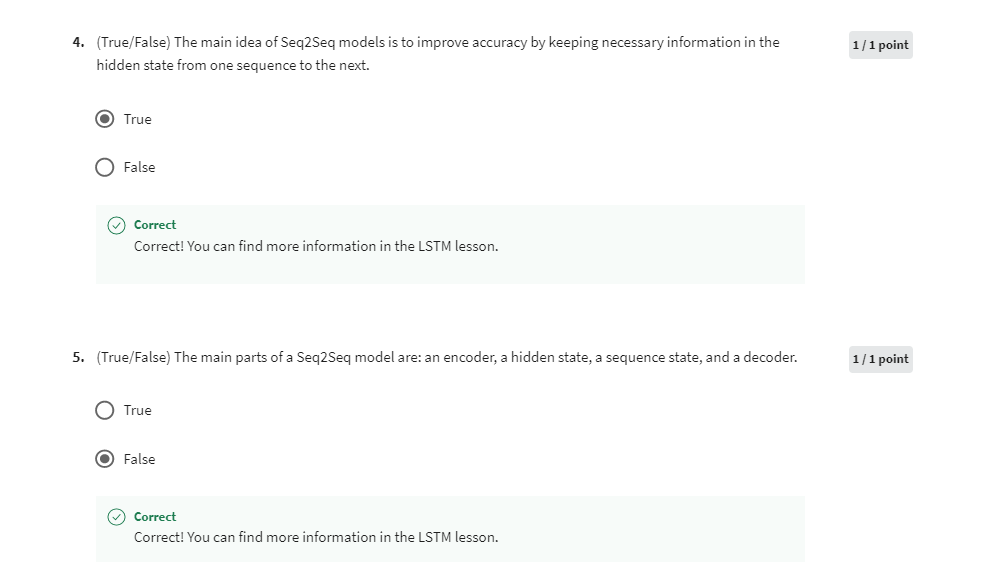 4. (True/False) The main idea of Seq2Seq models is to improve accuracy by keeping necessary information in the
hidden state from one sequence to the next.
1 / 1 point
True
False
Correct
Correct! You can find more information in the LSTM lesson.
5. (True/False) The main parts of a Seq2Seq model are: an encoder, a hidden state, a sequence state, and a decoder.
1 / 1 point
True
False
Correct
Correct! You can find more information in the LSTM lesson.